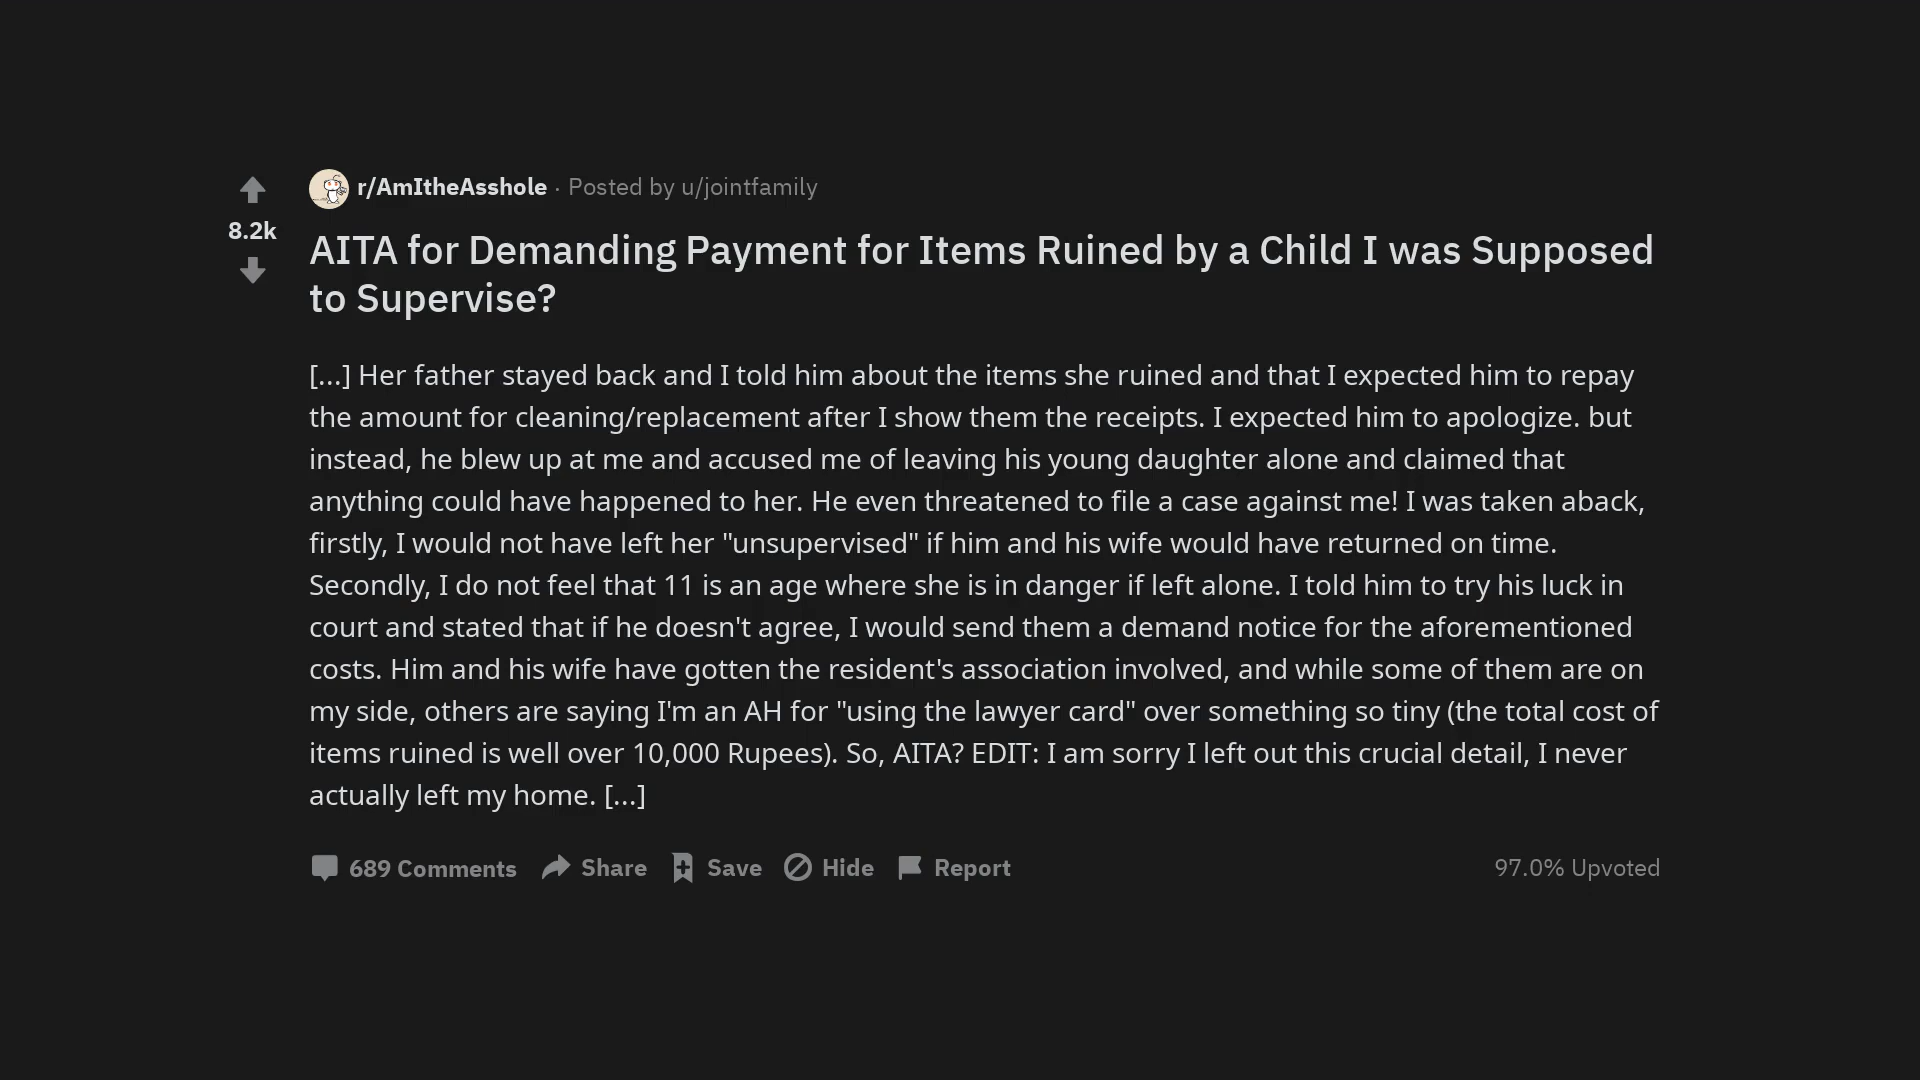 r/AmItheAsshole · Posted by u/jointfamily
8.2k
AITA for Demanding Payment for Items Ruined by a Child I was Supposed
to Supervise?
[...] Her father stayed back and I told him about the items she ruined and that I expected him to repay
the amount for cleaning/replacement after I show them the receipts. I expected him to apologize. but
instead, he blew up at me and accused me of leaving his young daughter alone and claimed that
anything could have happened to her. He even threatened to file a case against me! I was taken aback,
firstly, I would not have left her "unsupervised" if him and his wife would have returned on time.
Secondly, I do not feel that 11 is an age where she is in danger if left alone. I told him to try his luck in
court and stated that if he doesn't agree, I would send them a demand notice for the aforementioned
costs. Him and his wife have gotten the resident's association involved, and while some of them are on
my side, others are saying I'm an AH for "using the lawyer card" over something so tiny (the total cost of
items ruined is well over 10,000 Rupees). So, AITA? EDIT: I am sorry I left out this crucial detail, I never
actually left my home. [...]
689 Comments Share Save Hide Report 97.0% Upvoted